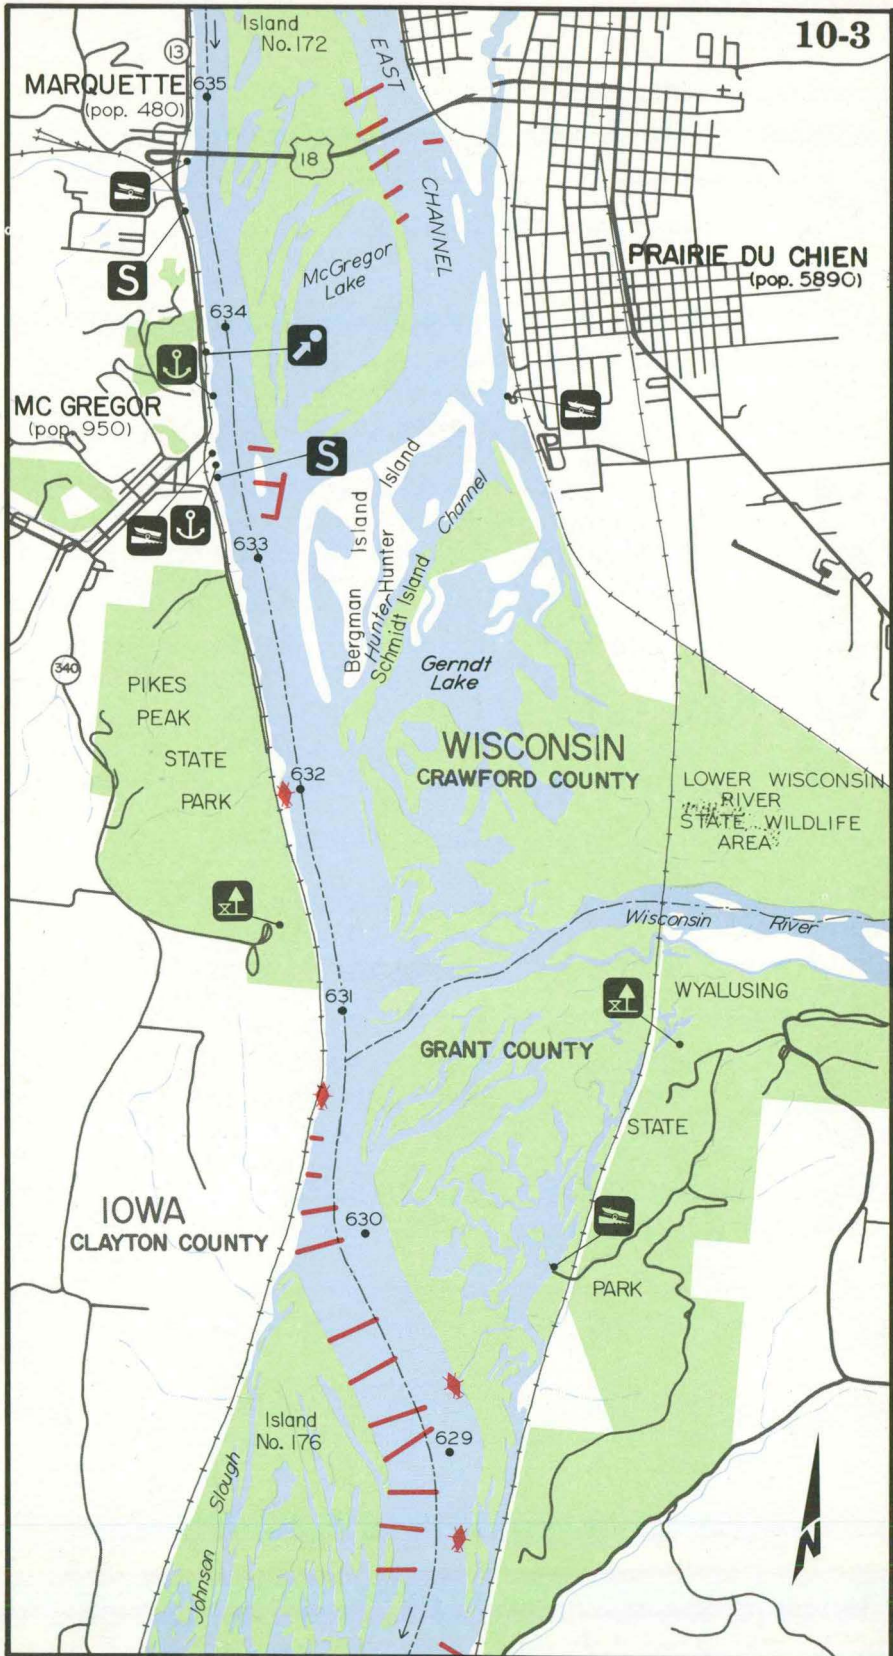 10-3
Island
No. 172
13
EAST
MARQUETTE
(pop. 480)
635
18
CHANNEL
PRAIRIE DU CHIEN
(pop. 5890)
S
McGregor
Lake
634
MC GREGOR
(pop. 950)
S
633
Bergman Island
Hunter Island
Hunter Channel
Schmidt Island
340
Gerndt
Lake
PIKES
PEAK
STATE
PARK
WISCONSIN
CRAWFORD COUNTY
632
LOWER WISCONSIN
RIVER
STATE WILDLIFE
AREA
Wisconsin River
631
WYALUSING
GRANT COUNTY
STATE
IOWA
CLAYTON COUNTY
630
PARK
Island
No. 176
629
Johnson Slough
N